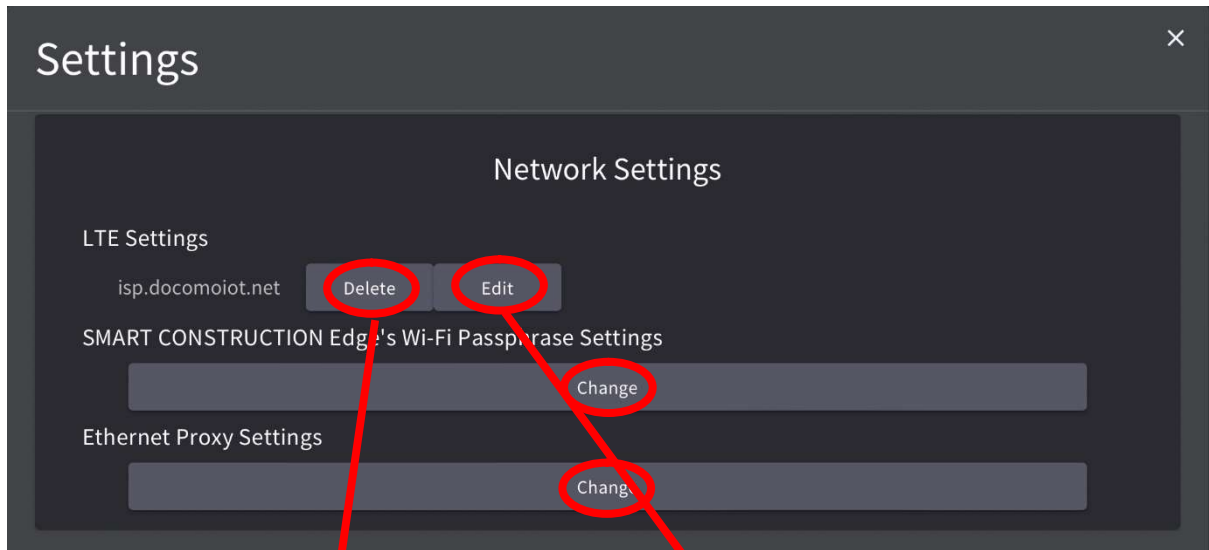 Settings
×
Network Settings
LTE Settings
isp.docomoiot.net Delete Edit
SMART CONSTRUCTION Edge's Wi-Fi Passphrase Settings
Change
Ethernet Proxy Settings
Change